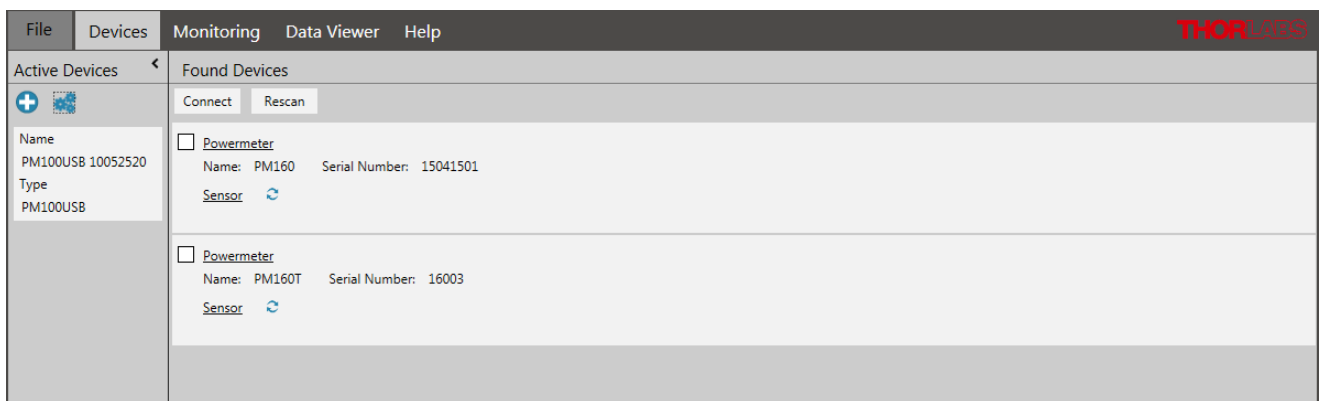 File Devices Monitoring Data Viewer Help THORLABS
Active Devices
Found Devices
Connect Rescan
Name
PM100USB 10052520
Type
PM100USB
Powermeter
Name: PM160 Serial Number: 15041501
Sensor
Powermeter
Name: PM160T Serial Number: 16003
Sensor